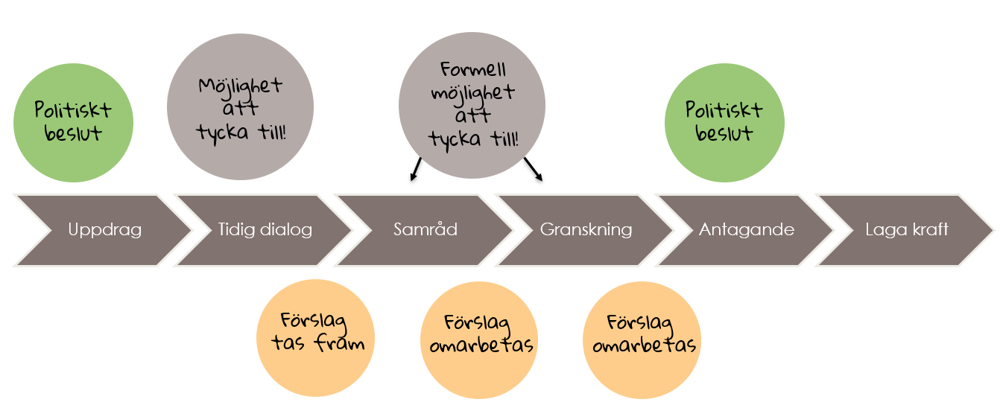 Politiskt
beslut
Möjlighet
att
tycka till!
Formell
möjlighet
att
tycka till!
Politiskt
beslut
Uppdrag
Tidig dialog
Samråd
Granskning
Antagande
Laga kraft
Förslag
tas fram
Förslag
omarbetas
Förslag
omarbetas